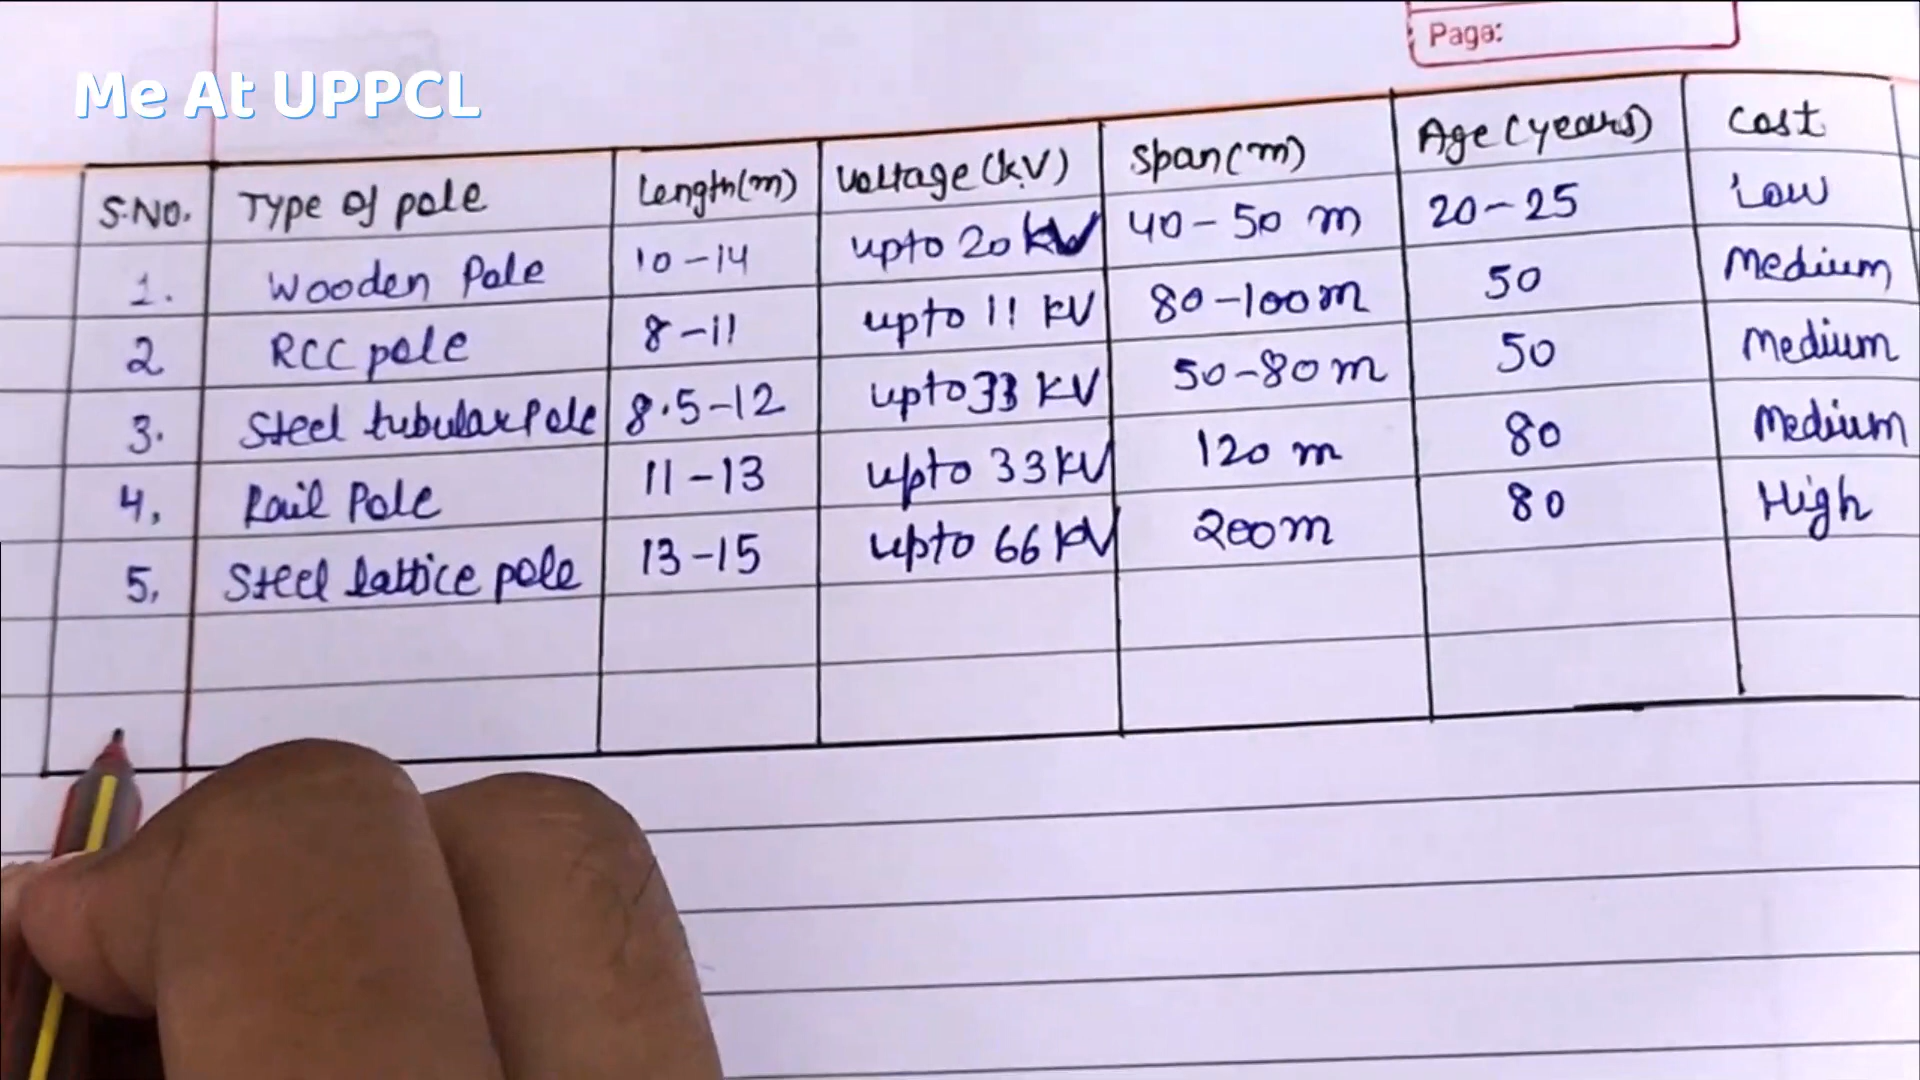 Page:
Me At UPPCL
S.No. Type of pole Length(m) Voltage (kV) Span(m) Age (years) Cost
1. Wooden Pole 10-14 upto 20 kV 40-50 m 20-25 Low
2 RCC pole 8-11 upto 11 kV 80-100m 50 Medium
3. Steel tubular Pole 8.5-12 upto 33 kV 50-80m 50 Medium
4. Rail Pole 11-13 upto 33 kV 120 m 80 Medium
5. Steel lattice pole 13-15 upto 66 kV 200m 80 High